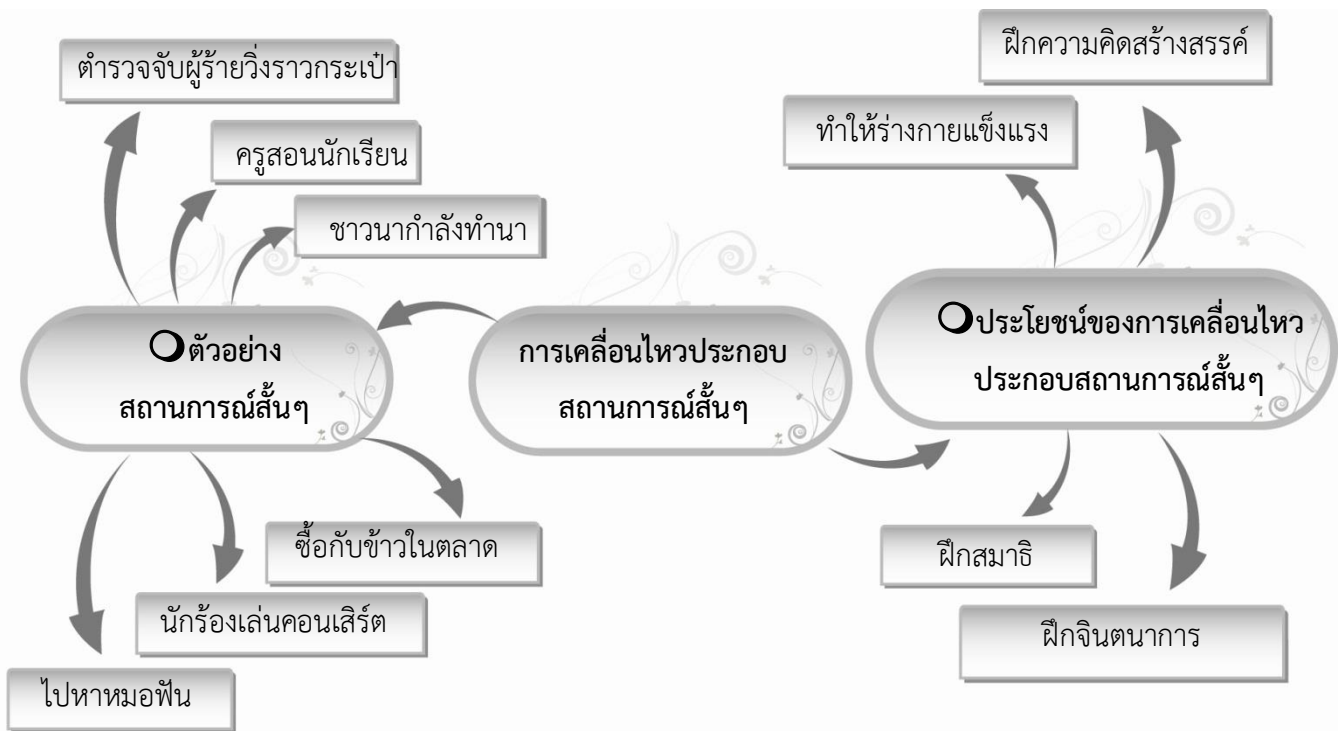 ตำรวจจับผู้ร้ายวิ่งราวกระเป๋า
ครูสอนนักเรียน
ชาวนากำลังทำนา
ฝึกความคิดสร้างสรรค์
ทำให้ร่างกายแข็งแรง
❍ตัวอย่าง
สถานการณ์สั้นๆ
การเคลื่อนไหวประกอบ
สถานการณ์สั้นๆ
❍ประโยชน์ของการเคลื่อนไหว
ประกอบสถานการณ์สั้นๆ
ซื้อกับข้าวในตลาด
นักร้องเล่นคอนเสิร์ต
ไปหาหมอฟัน
ฝึกสมาธิ
ฝึกจินตนาการ